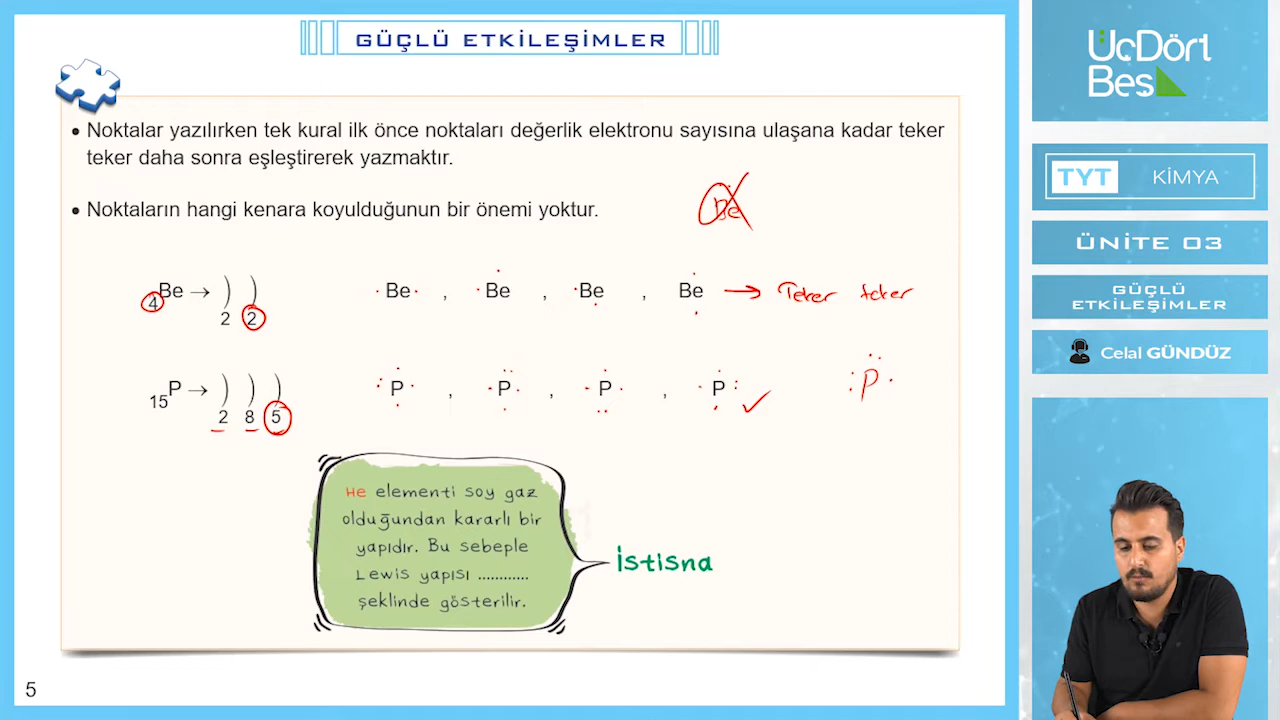 GÜÇLÜ ETKİLEŞİMLER
• Noktalar yazılırken tek kural ilk önce noktaları değerlik elektronu sayısına ulaşana kadar teker
teker daha sonra eşleştirerek yazmaktır.
• Noktaların hangi kenara koyulduğunun bir önemi yoktur.
Be
4Be → ) ) Be , Be , Be , Be → Teker teker
2 2
15P → ) ) ) P , P , P , P ✓ P
2 8 5
He elementi soy gaz
olduğundan kararlı bir
yapıdır. Bu sebeple
Lewis yapısı ............
şeklinde gösterilir.
İstisna
5
ÜçDört
Beş
TYT KİMYA
ÜNİTE 03
GÜÇLÜ
ETKİLEŞİMLER
Celal GÜNDÜZ